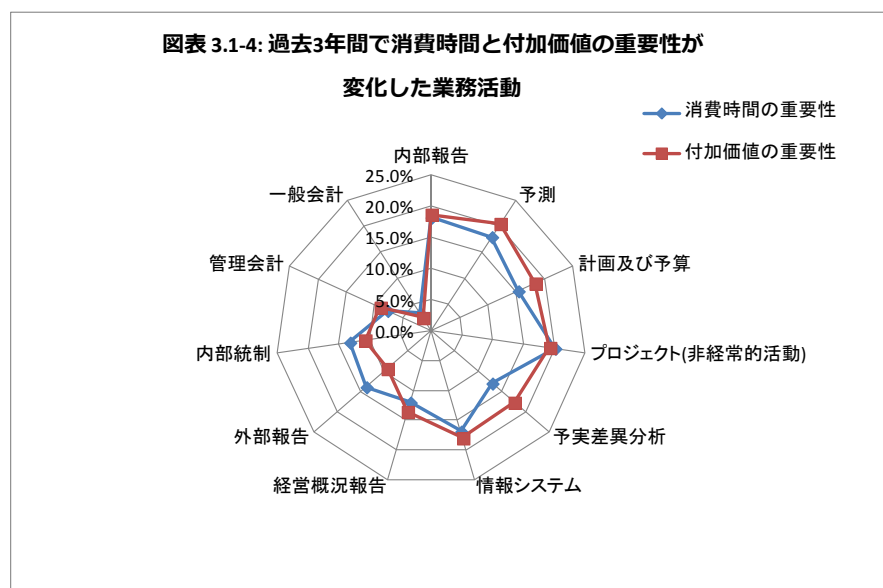 図表 3.1-4: 過去3年間で消費時間と付加価値の重要性が
変化した業務活動
消費時間の重要性
付加価値の重要性
内部報告
予測
計画及び予算
プロジェクト(非経常的活動)
予実差異分析
情報システム
経営概況報告
外部報告
内部統制
管理会計
一般会計
25.0%
20.0%
15.0%
10.0%
5.0%
0.0%